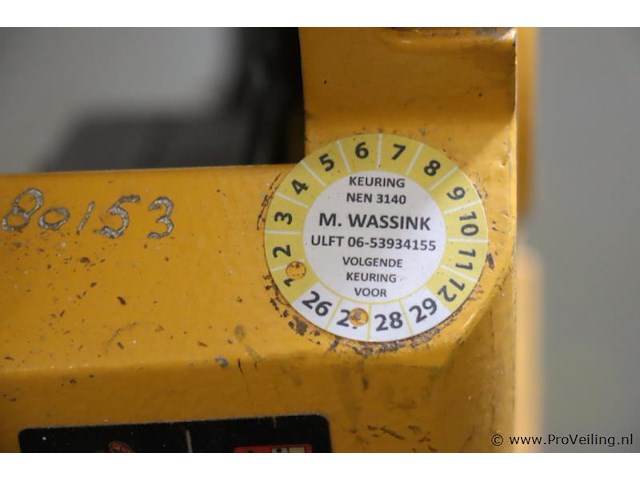 80153
5 6 7 8
4 9
3 10
2 11
1 12
KEURING
NEN 3140
M. WASSINK
ULFT 06-53934155
VOLGENDE
KEURING
VOOR
26 27 28 29
© www.ProVeiling.nl